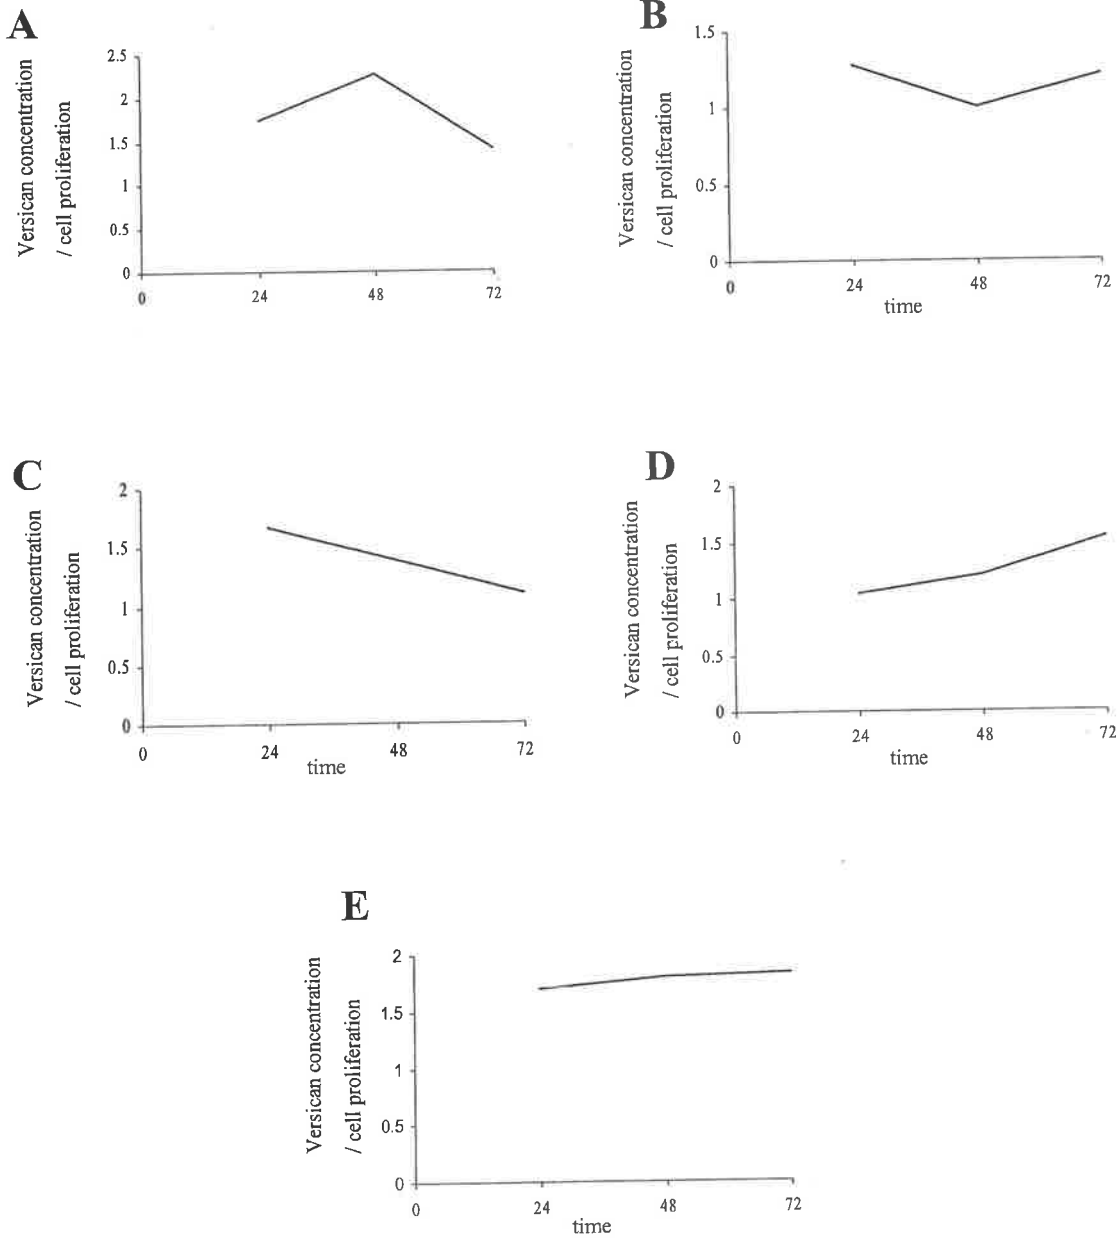 A
Versican concentration
/ cell proliferation
2.5
2
1.5
1
0.5
0
0 24 48 72
B
Versican concentration
/ cell proliferation
1.5
1
0.5
0
0 24 48 72
time
C
Versican concentration
/ cell proliferation
2
1.5
1
0.5
0
0 24 48 72
time
D
Versican concentration
/ cell proliferation
2
1.5
1
0.5
0
0 24 48 72
time
E
Versican concentration
/ cell proliferation
2
1.5
1
0.5
0
0 24 48 72
time